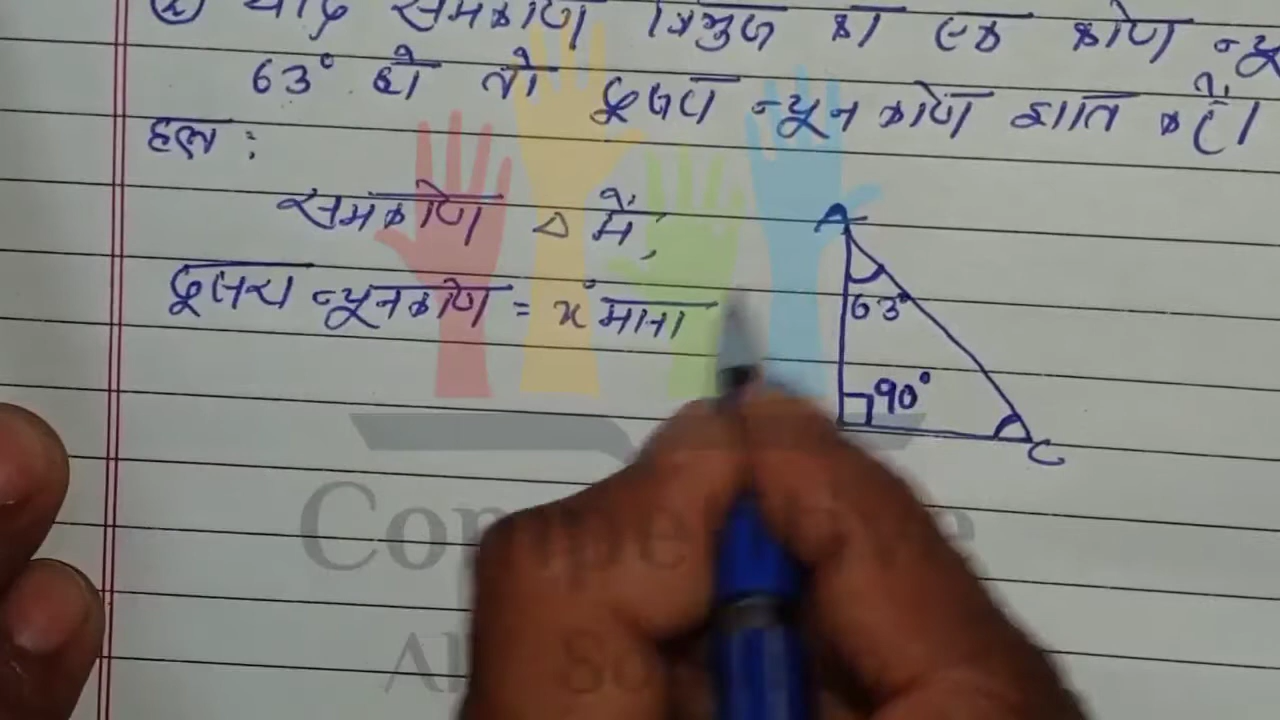 यदि समकोण त्रिभुज का एक कोण न्यू
63° हो तो दूसरा न्यून कोण ज्ञात करें।
हल :
समकोण Δ में,
दूसरा न्यूनकोण = x° माना
A
63°
90°
C